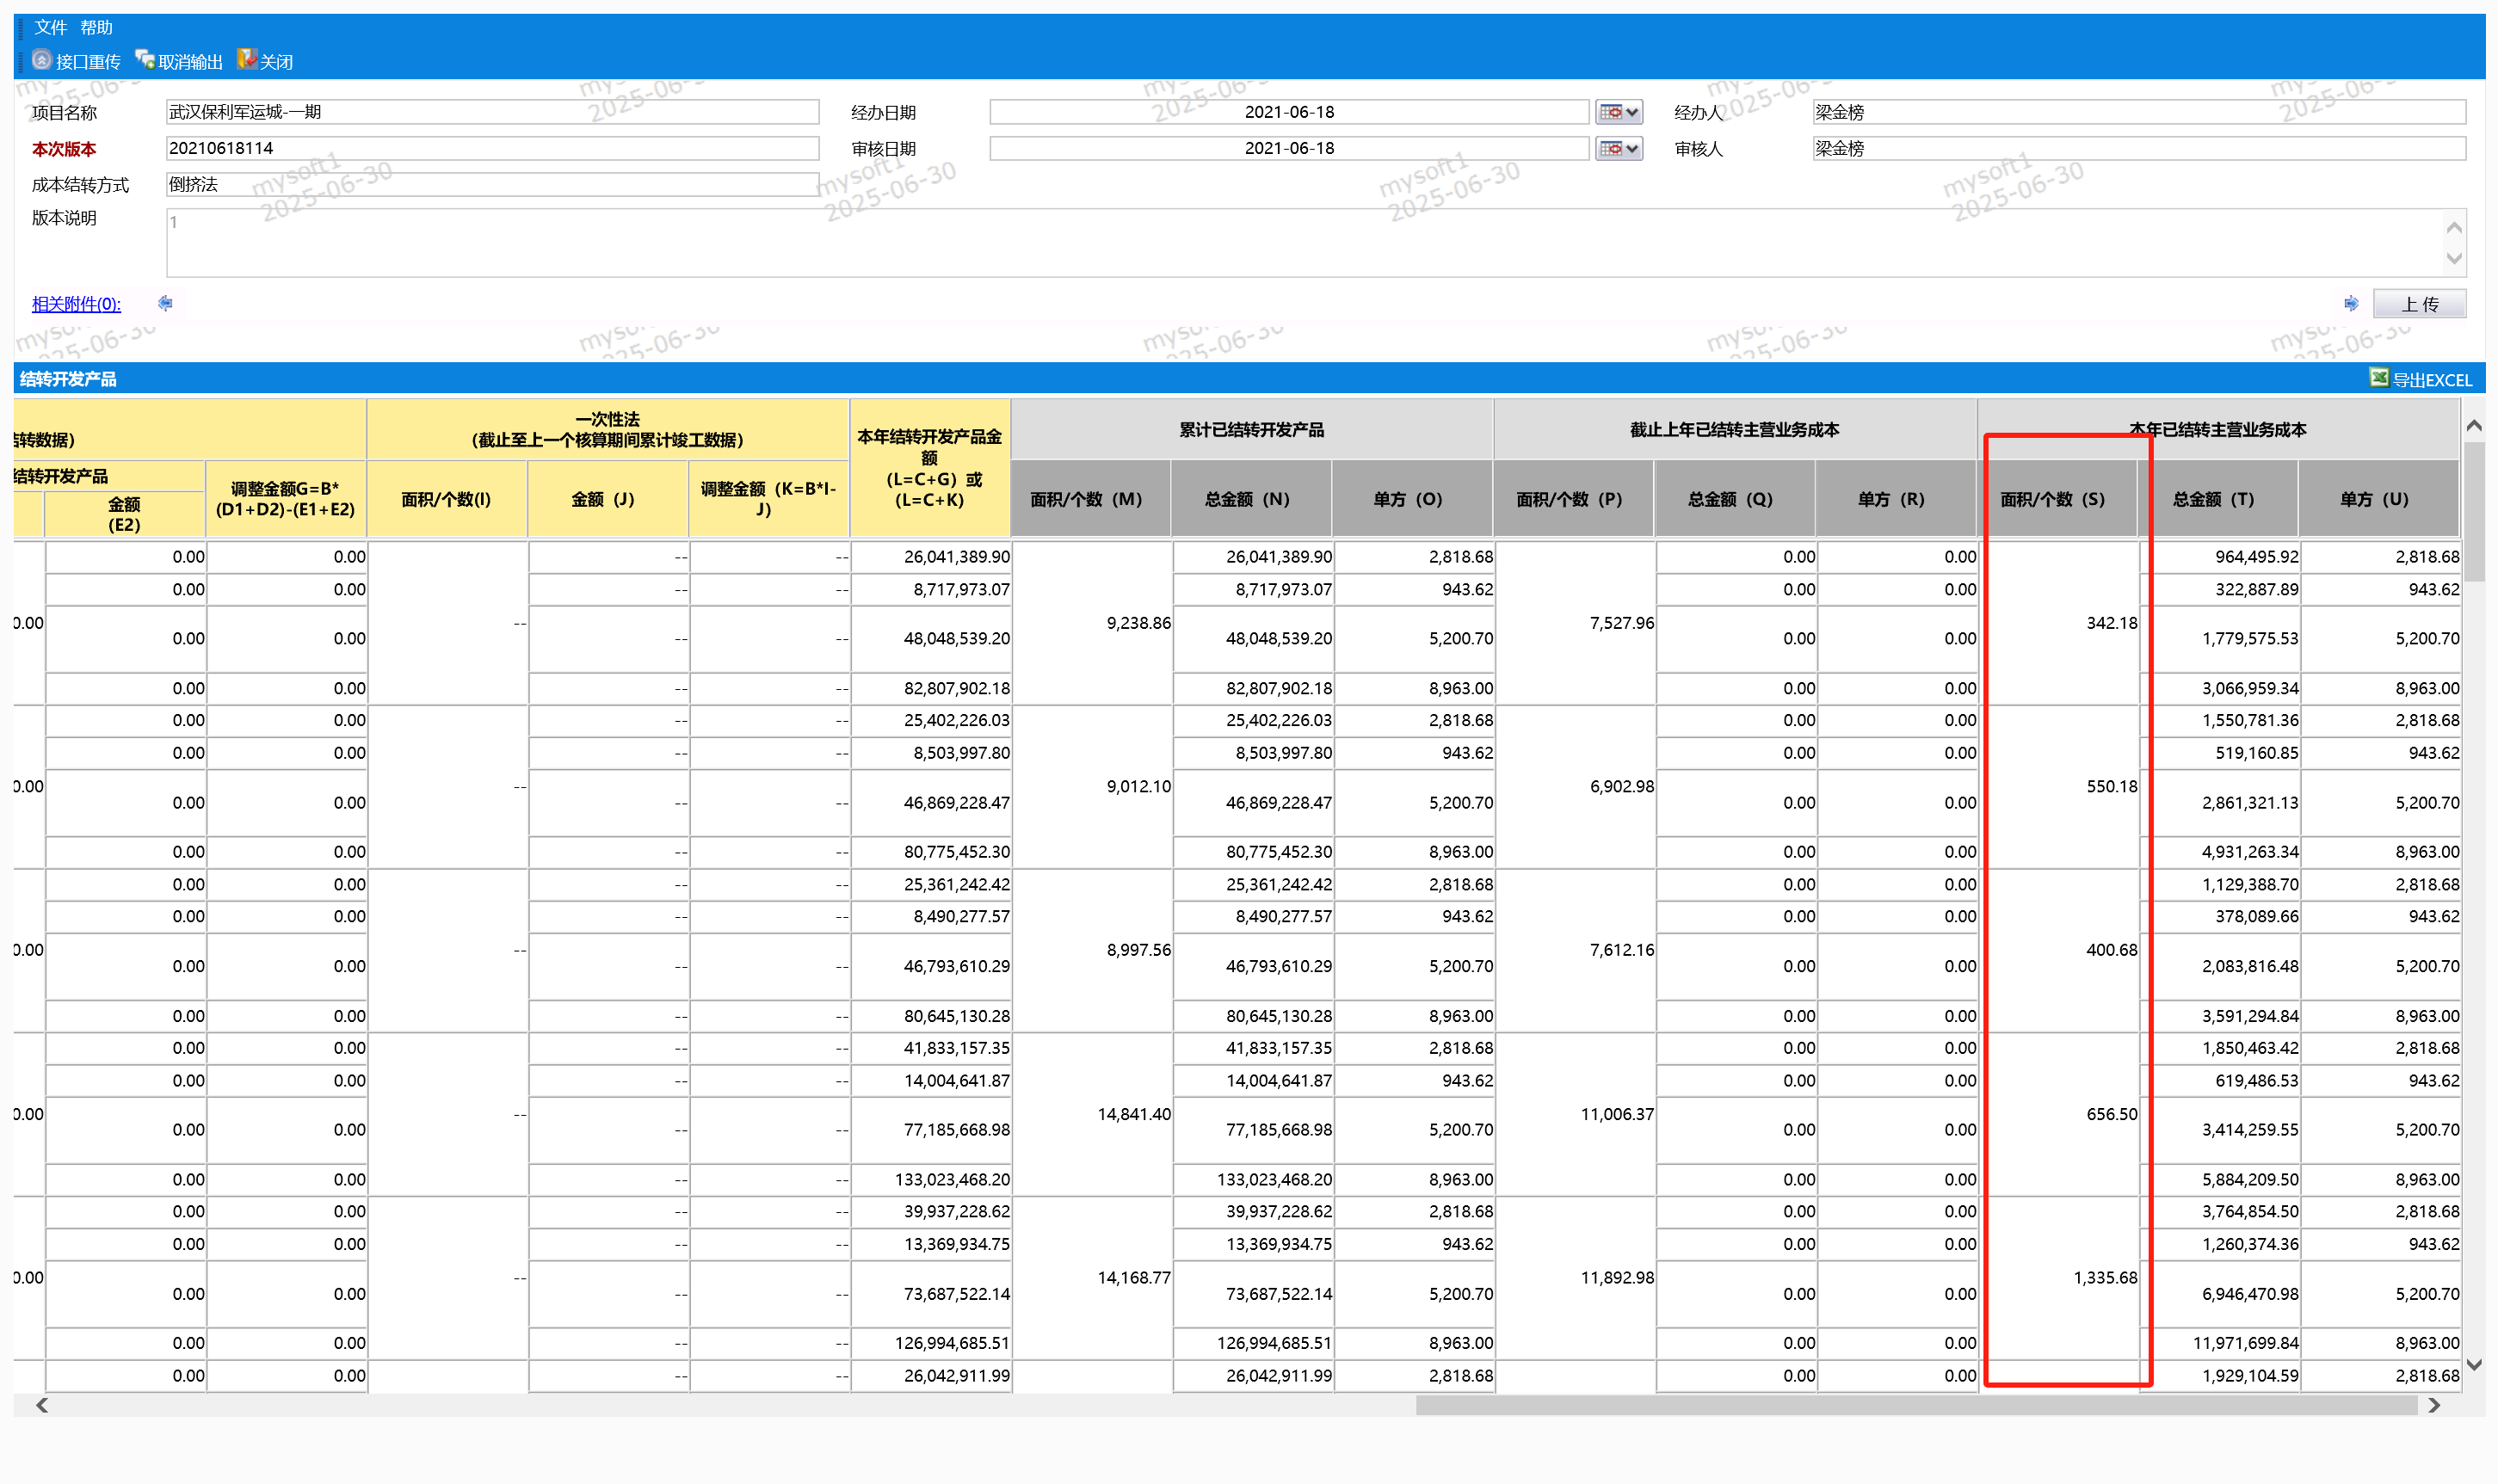 文件 帮助
接口重传 取消输出 关闭
项目名称 武汉保利军运城-一期 经办日期 2021-06-18 经办人 梁金榜
本次版本 20210618114 审核日期 2021-06-18 审核人 梁金榜
成本结转方式 倒挤法
版本说明 1
相关附件(0): 上 传
mysoft1
2025-06-30
mysoft1
2025-06-30
mysoft1
2025-06-30
mysoft1
2025-06-30
结转开发产品 导出EXCEL
转数据)
结转开发产品
金额
(E2)
调整金额G=B*
(D1+D2)-(E1+E2)
一次性法
(截止至上一个核算期间累计竣工数据)
面积/个数(I) 金额 (J) 调整金额 (K=B*I-
J)
本年结转开发产品金
额
(L=C+G) 或
(L=C+K)
累计已结转开发产品
面积/个数 (M) 总金额 (N) 单方 (O)
截止上年已结转主营业务成本
面积/个数 (P) 总金额 (Q) 单方 (R)
本年已结转主营业务成本
面积/个数 (S) 总金额 (T) 单方 (U)
0.00 0.00 -- -- 26,041,389.90 26,041,389.90 2,818.68 0.00 0.00 964,495.92 2,818.68
0.00 0.00 -- -- 8,717,973.07 8,717,973.07 943.62 0.00 0.00 322,887.89 943.62
0.00 -- 9,238.86 7,527.96 342.18
0.00 0.00 -- -- 48,048,539.20 48,048,539.20 5,200.70 0.00 0.00 1,779,575.53 5,200.70
0.00 0.00 -- -- 82,807,902.18 82,807,902.18 8,963.00 0.00 0.00 3,066,959.34 8,963.00
0.00 0.00 -- -- 25,402,226.03 25,402,226.03 2,818.68 0.00 0.00 1,550,781.36 2,818.68
0.00 0.00 -- -- 8,503,997.80 8,503,997.80 943.62 0.00 0.00 519,160.85 943.62
0.00 -- 9,012.10 6,902.98 550.18
0.00 0.00 -- -- 46,869,228.47 46,869,228.47 5,200.70 0.00 0.00 2,861,321.13 5,200.70
0.00 0.00 -- -- 80,775,452.30 80,775,452.30 8,963.00 0.00 0.00 4,931,263.34 8,963.00
0.00 0.00 -- -- 25,361,242.42 25,361,242.42 2,818.68 0.00 0.00 1,129,388.70 2,818.68
0.00 0.00 -- -- 8,490,277.57 8,490,277.57 943.62 0.00 0.00 378,089.66 943.62
0.00 -- 8,997.56 7,612.16 400.68
0.00 0.00 -- -- 46,793,610.29 46,793,610.29 5,200.70 0.00 0.00 2,083,816.48 5,200.70
0.00 0.00 -- -- 80,645,130.28 80,645,130.28 8,963.00 0.00 0.00 3,591,294.84 8,963.00
0.00 0.00 -- -- 41,833,157.35 41,833,157.35 2,818.68 0.00 0.00 1,850,463.42 2,818.68
0.00 0.00 -- -- 14,004,641.87 14,004,641.87 943.62 0.00 0.00 619,486.53 943.62
0.00 -- 14,841.40 11,006.37 656.50
0.00 0.00 -- -- 77,185,668.98 77,185,668.98 5,200.70 0.00 0.00 3,414,259.55 5,200.70
0.00 0.00 -- -- 133,023,468.20 133,023,468.20 8,963.00 0.00 0.00 5,884,209.50 8,963.00
0.00 0.00 -- -- 39,937,228.62 39,937,228.62 2,818.68 0.00 0.00 3,764,854.50 2,818.68
0.00 0.00 -- -- 13,369,934.75 13,369,934.75 943.62 0.00 0.00 1,260,374.36 943.62
0.00 -- 14,168.77 11,892.98 1,335.68
0.00 0.00 -- -- 73,687,522.14 73,687,522.14 5,200.70 0.00 0.00 6,946,470.98 5,200.70
0.00 0.00 -- -- 126,994,685.51 126,994,685.51 8,963.00 0.00 0.00 11,971,699.84 8,963.00
0.00 0.00 -- -- 26,042,911.99 26,042,911.99 2,818.68 0.00 0.00 1,929,104.59 2,818.68